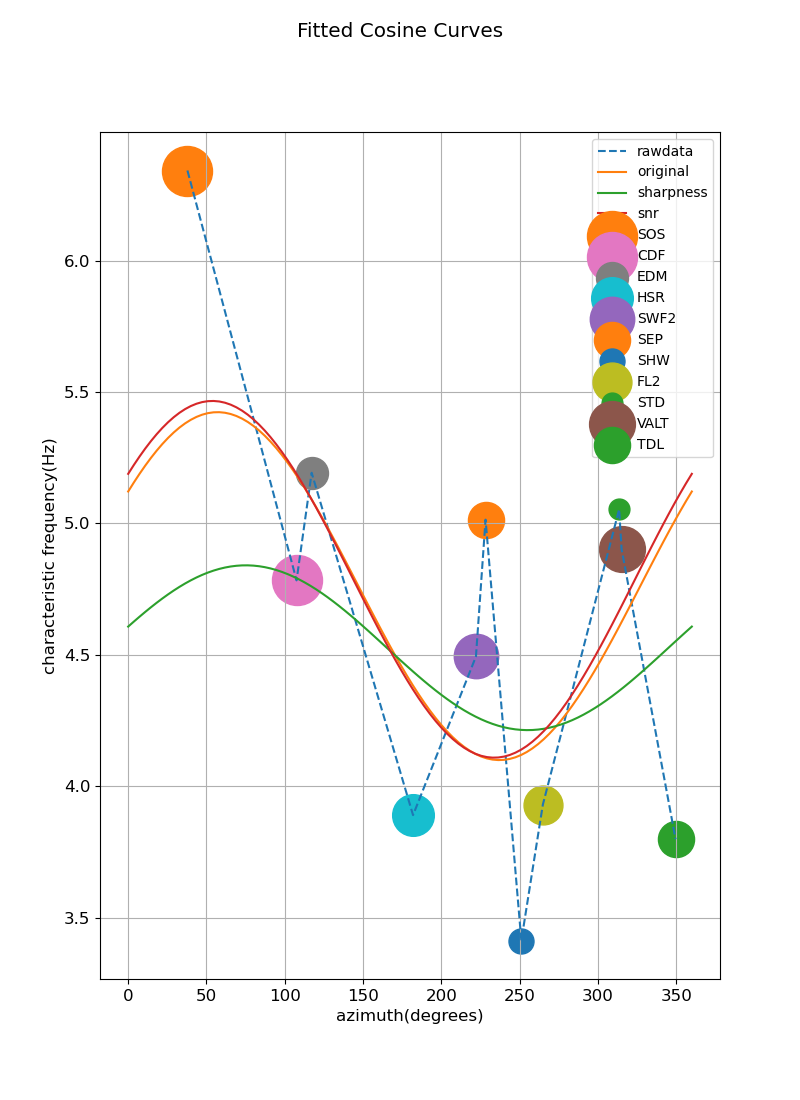 Fitted Cosine Curves
rawdata
original
sharpness
snr
SOS
CDF
EDM
HSR
SWF2
SEP
SHW
FL2
STD
VALT
TDL
characteristic frequency(Hz)
6.0
5.5
5.0
4.5
4.0
3.5
0 50 100 150 200 250 300 350
azimuth(degrees)